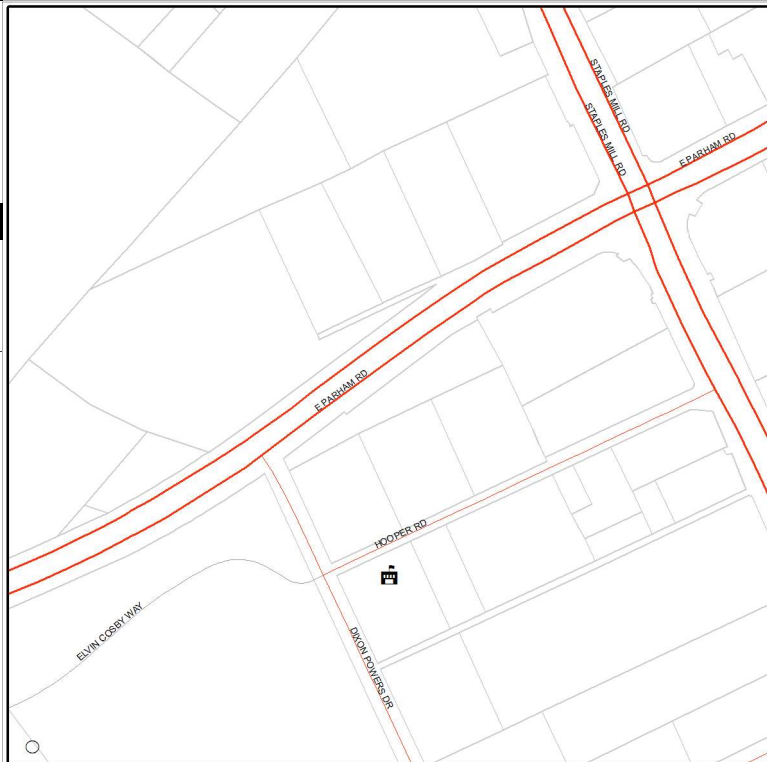 STAPLES MILL RD
STAPLES MILL RD
E PARHAM RD
E PARHAM RD
HOOPER RD
ELVIN COSBY WAY
DIXON POWERS DR